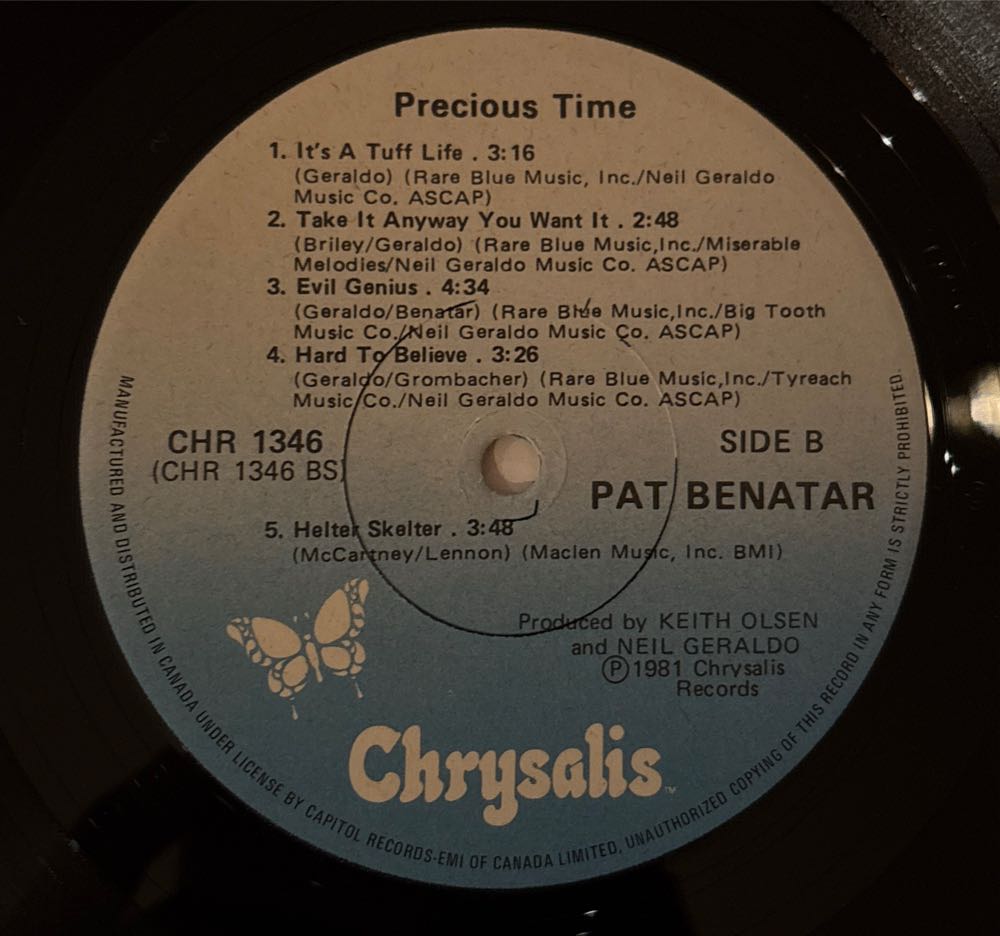 Precious Time
1. It's A Tuff Life . 3:16
(Geraldo) (Rare Blue Music, Inc./Neil Geraldo
Music Co. ASCAP)
2. Take It Anyway You Want It . 2:48
(Briley/Geraldo) (Rare Blue Music,Inc./Miserable
Melodies/Neil Geraldo Music Co. ASCAP)
3. Evil Genius . 4:34
(Geraldo/Benatar) (Rare Blue Music,Inc./Big Tooth
Music Co./Neil Geraldo Music Co. ASCAP)
4. Hard To Believe . 3:26
(Geraldo/Grombacher) (Rare Blue Music,Inc./Tyreach
Music Co./Neil Geraldo Music Co. ASCAP)
CHR 1346
(CHR 1346 BS)
SIDE B
PAT BENATAR
5. Helter Skelter . 3:48
(McCartney/Lennon) (Maclen Music, Inc. BMI)
Produced by KEITH OLSEN
and NEIL GERALDO
Ⓟ1981 Chrysalis
Records
Chrysalis™
MANUFACTURED AND DISTRIBUTED IN CANADA UNDER LICENSE BY CAPITOL RECORDS-EMI OF CANADA LIMITED, UNAUTHORIZED COPYING OF THIS RECORD IN ANY FORM IS STRICTLY PROHIBITED.